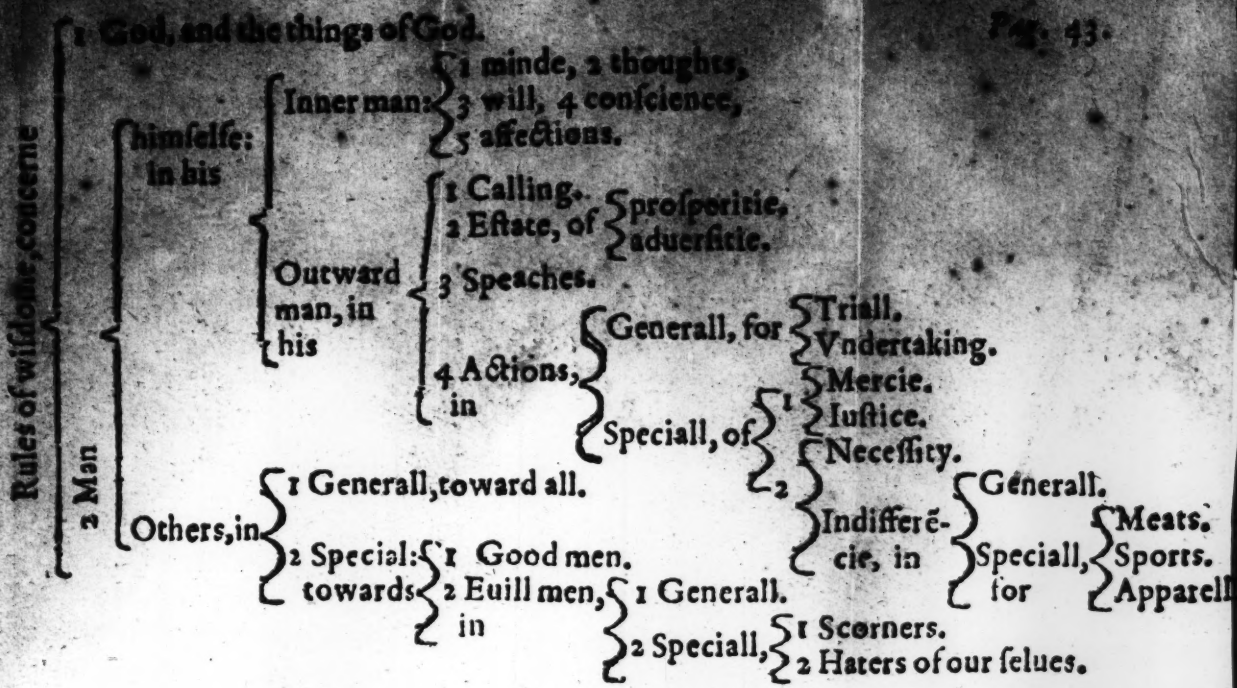 Pag. 43.
Rules of wiſdome, concerne
1 God, and the things of God.
2 Man
himſelfe:
in his
Inner man:
1 minde, 2 thoughts,
3 will, 4 conſcience,
5 affections.
Outward
man, in
his
1 Calling.
2 Eſtate, of
proſperitie,
aduerſitie.
3 Speaches.
4 Actions,
in
Generall, for
Triall.
Vndertaking.
Speciall, of
1
Mercie.
Iuſtice.
2
Neceſſity.
Indifferē-
cie, in
Generall.
Speciall,
for
Meats.
Sports.
Apparell
Others, in
1 Generall, toward all.
2 Special:
towards
1 Good men.
2 Euill men,
in
1 Generall.
2 Speciall,
1 Scorners.
2 Haters of our ſelues.